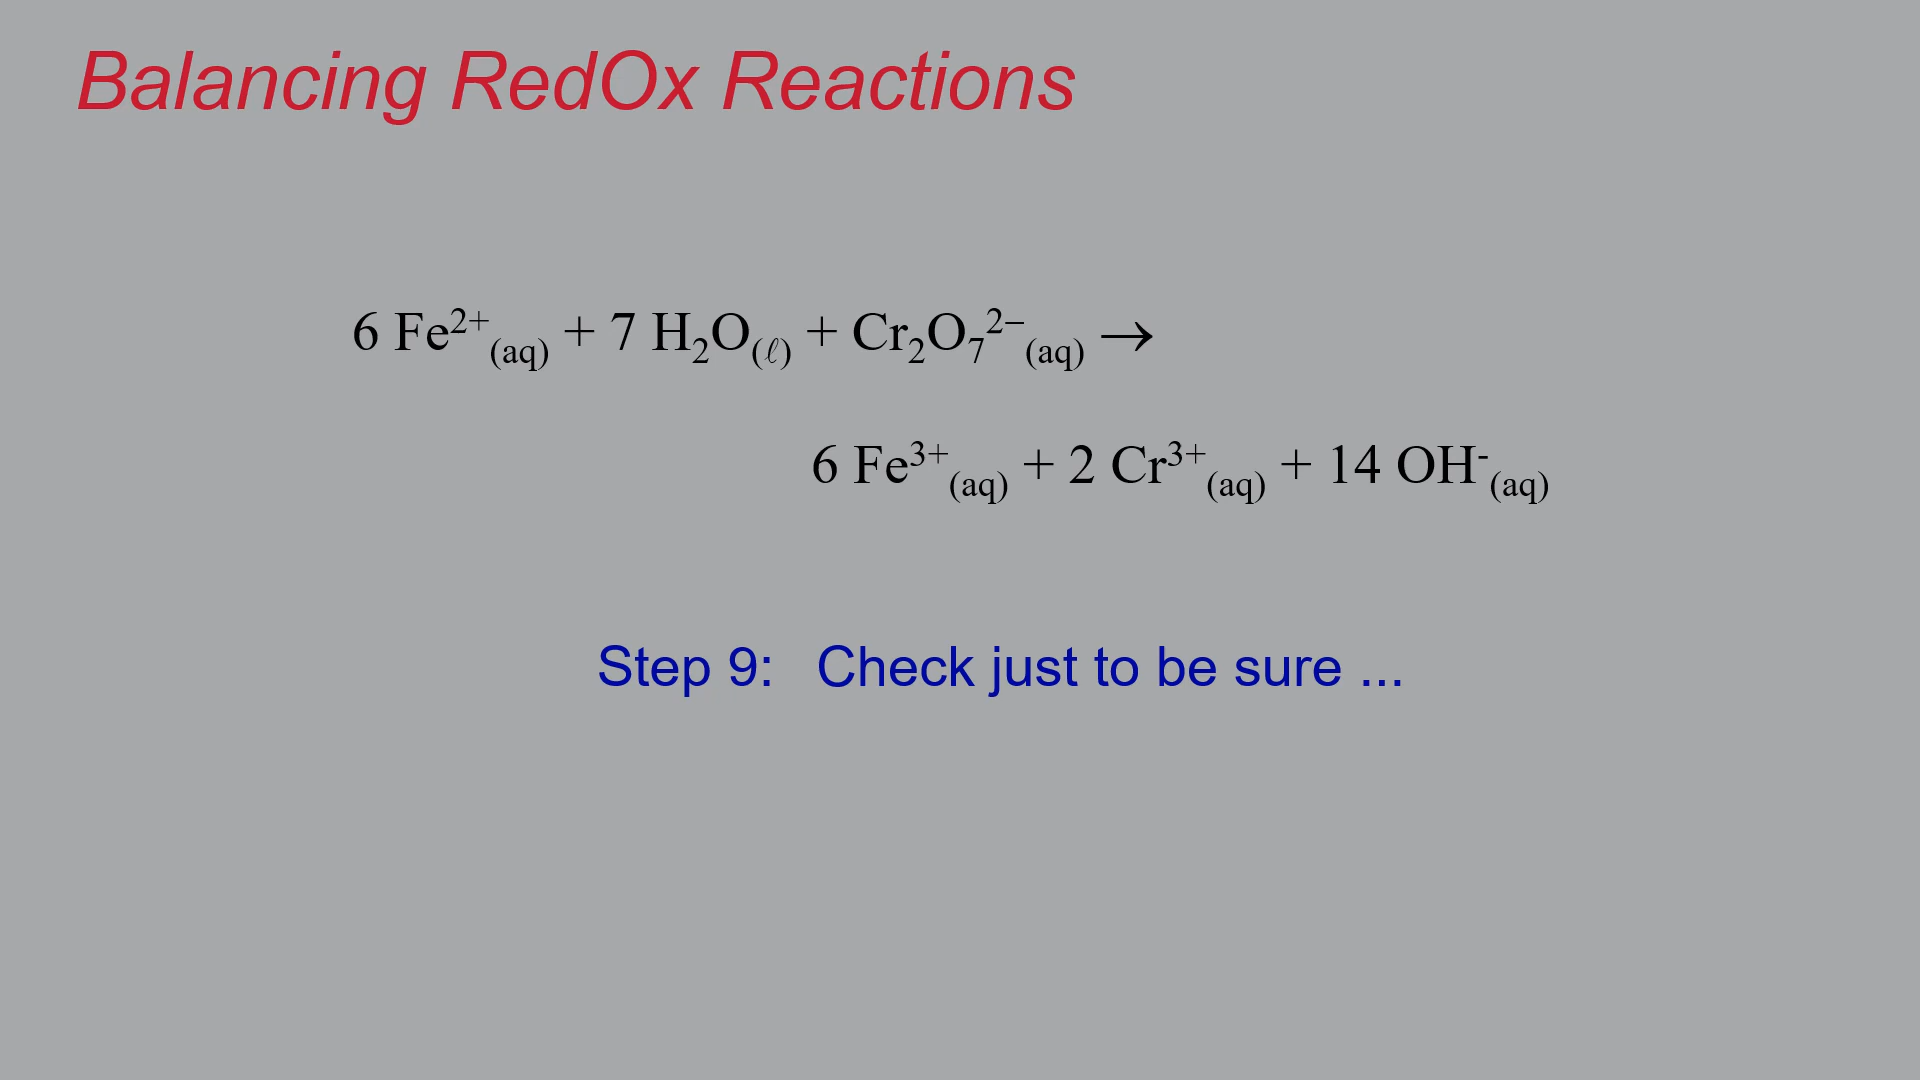 Balancing RedOx Reactions
6 Fe²⁺₍aq₎ + 7 H₂O₍ℓ₎ + Cr₂O₇²⁻₍aq₎ →
6 Fe³⁺₍aq₎ + 2 Cr³⁺₍aq₎ + 14 OH⁻₍aq₎
Step 9: Check just to be sure ...